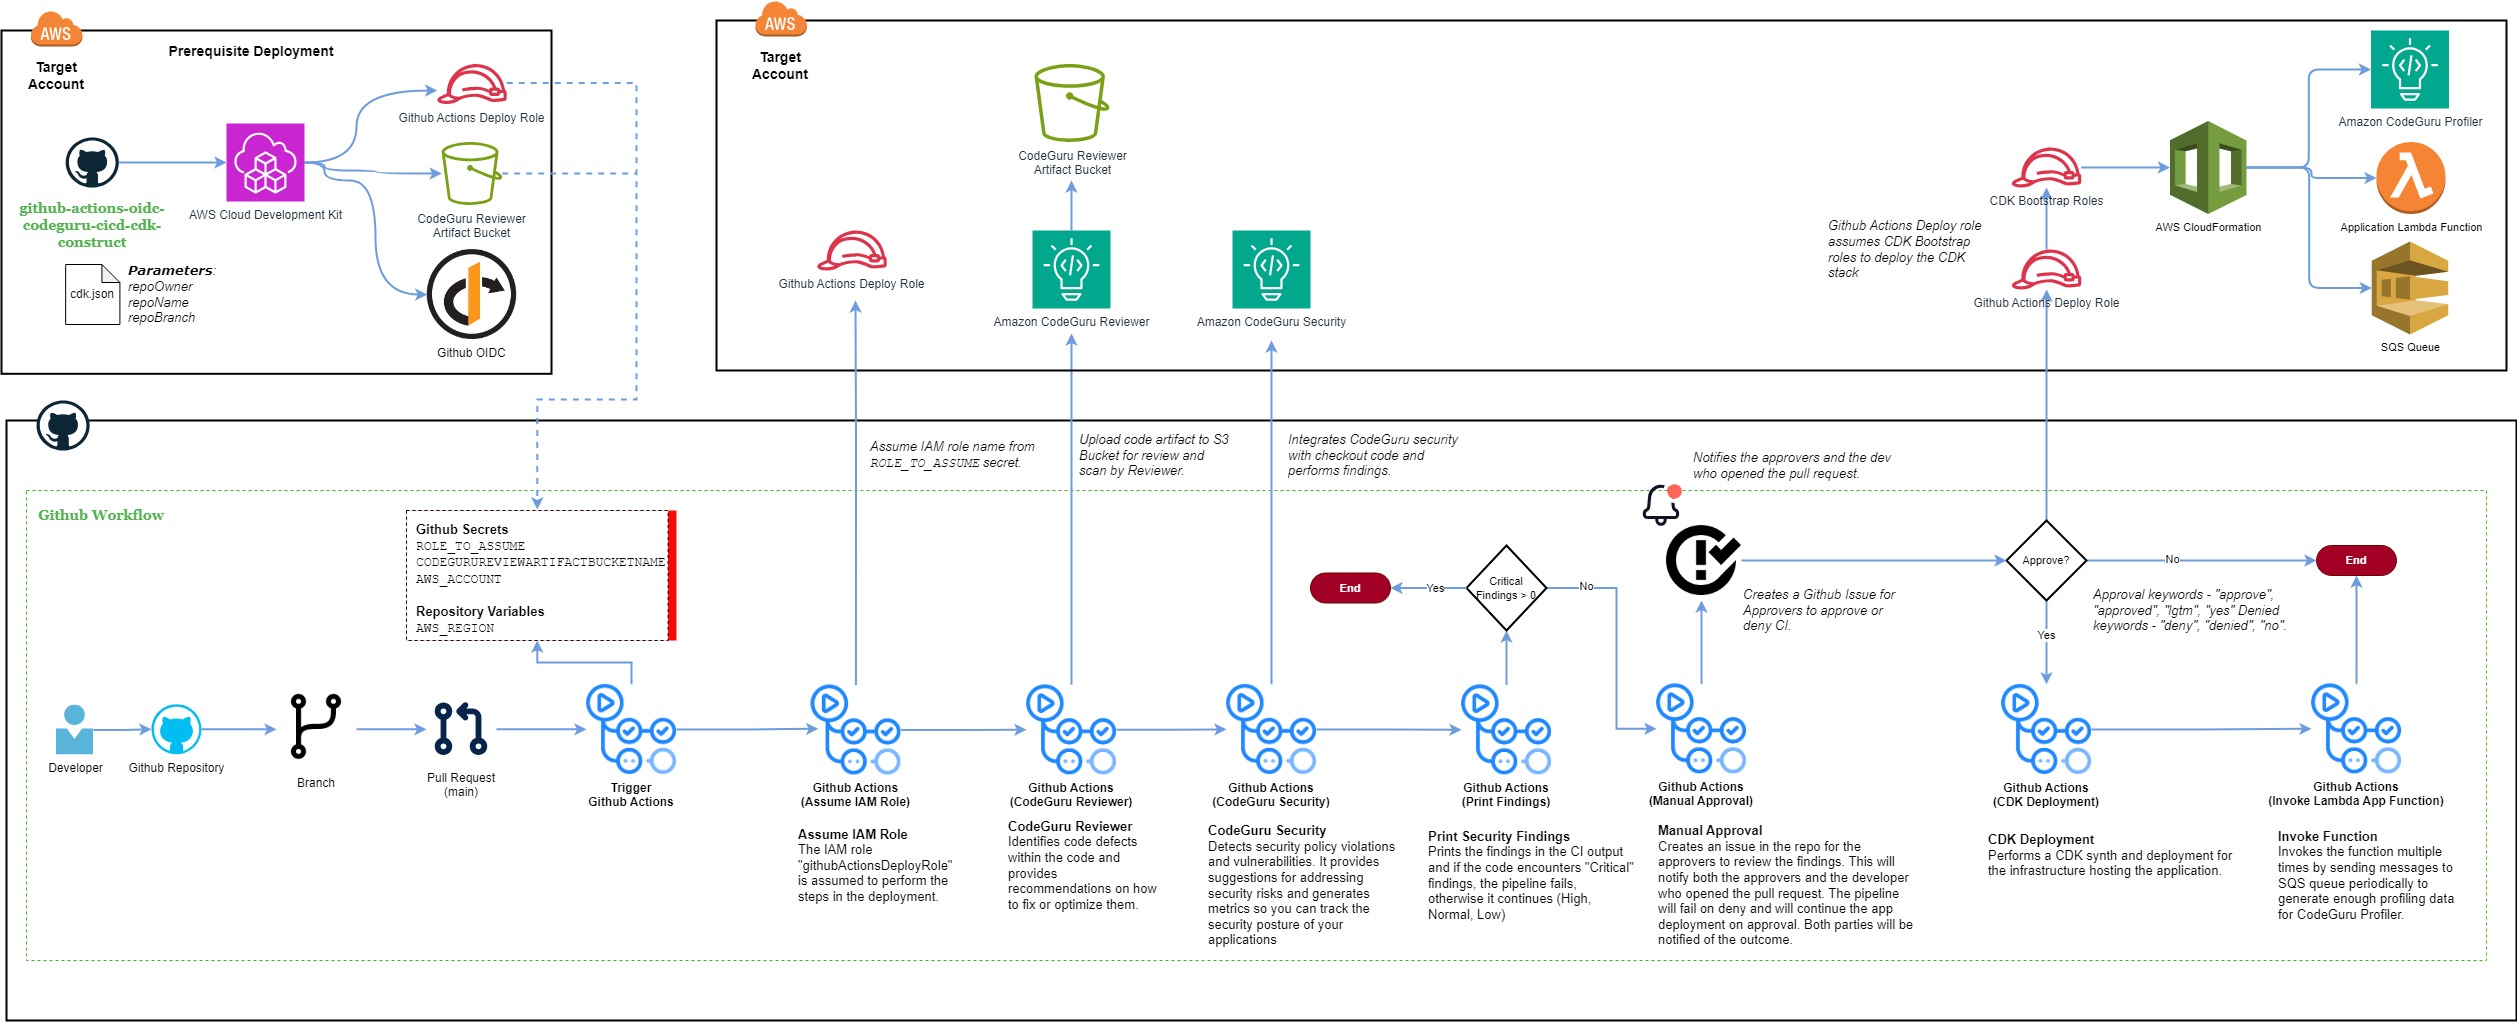 AWS
Target
Account
Prerequisite Deployment
Github Actions Deploy Role
github-actions-oidc-
codeguru-cicd-cdk-
construct
AWS Cloud Development Kit
CodeGuru Reviewer
Artifact Bucket
cdk.json
Parameters:
repoOwner
repoName
repoBranch
Github OIDC
AWS
Target
Account
CodeGuru Reviewer
Artifact Bucket
Github Actions Deploy Role
Amazon CodeGuru Reviewer
Amazon CodeGuru Security
Github Actions Deploy role
assumes CDK Bootstrap
roles to deploy the CDK
stack
CDK Bootstrap Roles
Github Actions Deploy Role
AWS CloudFormation
Amazon CodeGuru Profiler
Application Lambda Function
SQS Queue
Assume IAM role name from
ROLE_TO_ASSUME secret.
Upload code artifact to S3
Bucket for review and
scan by Reviewer.
Integrates CodeGuru security
with checkout code and
performs findings.
Notifies the approvers and the dev
who opened the pull request.
Github Workflow
Github Secrets
ROLE_TO_ASSUME
CODEGURUREVIEWARTIFACTBUCKETNAME
AWS_ACCOUNT
Repository Variables
AWS_REGION
End
Yes
Critical
Findings > 0
No
Creates a Github Issue for
Approvers to approve or
deny CI.
Approve?
No
End
Yes
Approval keywords - "approve",
"approved", "lgtm", "yes" Denied
keywords - "deny", "denied", "no".
Developer
Github Repository
Branch
Pull Request
(main)
Trigger
Github Actions
Github Actions
(Assume IAM Role)
Github Actions
(CodeGuru Reviewer)
Github Actions
(CodeGuru Security)
Github Actions
(Print Findings)
Github Actions
(Manual Approval)
Github Actions
(CDK Deployment)
Github Actions
(Invoke Lambda App Function)
Assume IAM Role
The IAM role
"githubActionsDeployRole"
is assumed to perform the
steps in the deployment.
CodeGuru Reviewer
Identifies code defects
within the code and
provides
recommendations on how
to fix or optimize them.
CodeGuru Security
Detects security policy violations
and vulnerabilities. It provides
suggestions for addressing
security risks and generates
metrics so you can track the
security posture of your
applications
Print Security Findings
Prints the findings in the CI output
and if the code encounters "Critical"
findings, the pipeline fails,
otherwise it continues (High,
Normal, Low)
Manual Approval
Creates an issue in the repo for the
approvers to review the findings. This will
notify both the approvers and the developer
who opened the pull request. The pipeline
will fail on deny and will continue the app
deployment on approval. Both parties will be
notified of the outcome.
CDK Deployment
Performs a CDK synth and deployment for
the infrastructure hosting the application.
Invoke Function
Invokes the function multiple
times by sending messages to
SQS queue periodically to
generate enough profiling data
for CodeGuru Profiler.